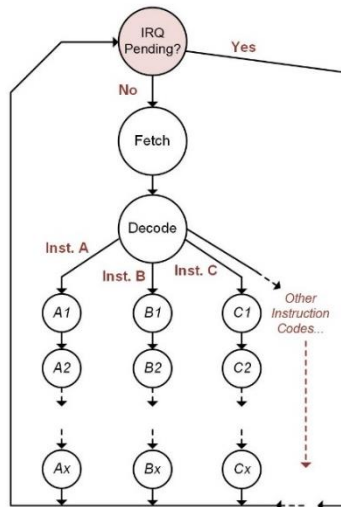 IRQ
Pending?
Yes
No
Fetch
Decode
Inst. A
Inst. B
Inst. C
A1
B1
C1
Other
Instruction
Codes...
A2
B2
C2
Ax
Bx
Cx